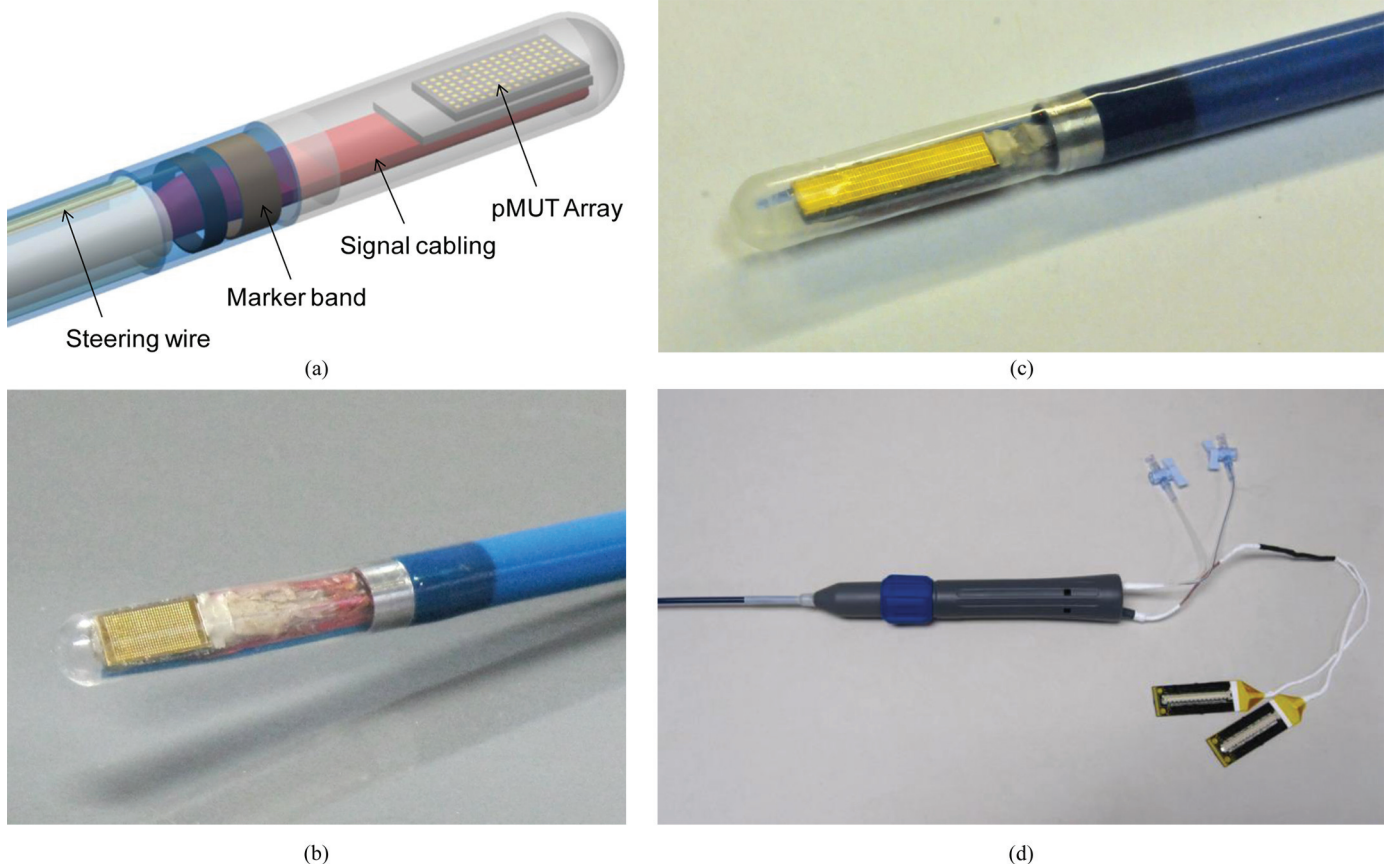 pMUT Array
Signal cabling
Marker band
Steering wire
(a)
(c)
(b)
(d)